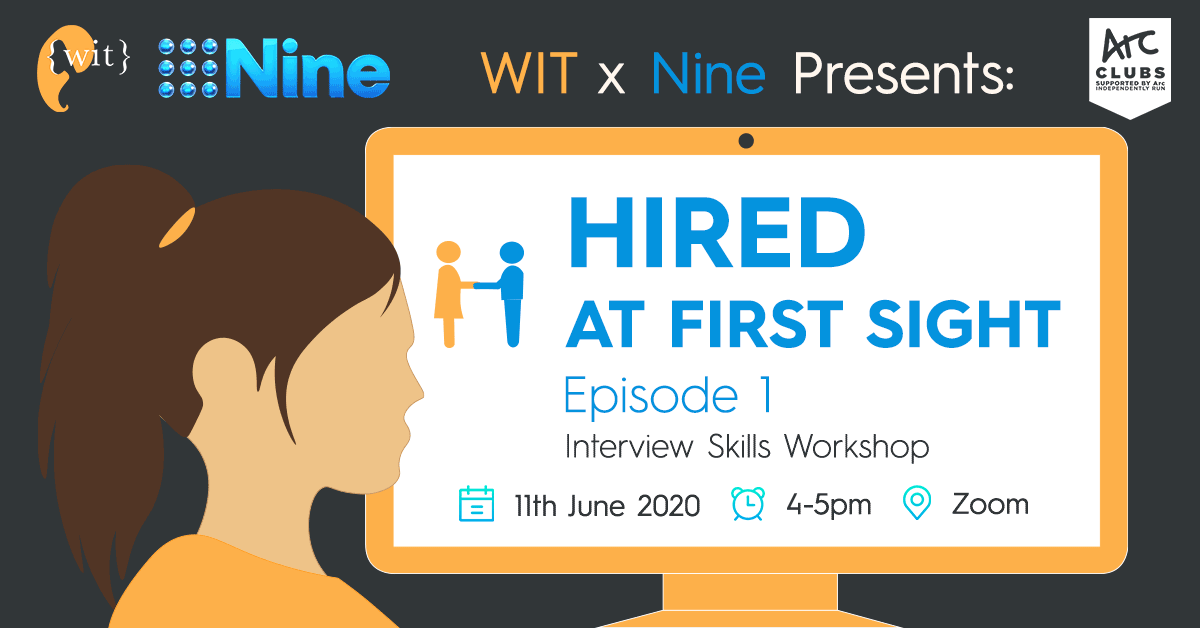 {wit}
Nine
WIT x Nine Presents:
Arc
CLUBS
SUPPORTED BY Arc
INDEPENDENTLY RUN
HIRED
AT FIRST SIGHT
Episode 1
Interview Skills Workshop
11th June 2020 4-5pm Zoom